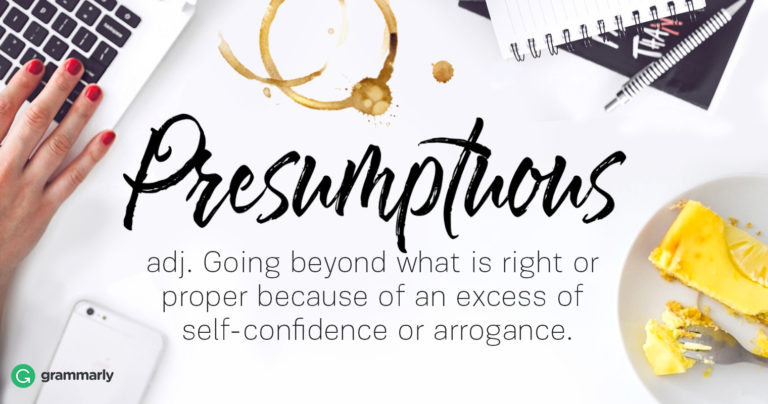 THAN
Presumptuous
adj. Going beyond what is right or
proper because of an excess of
self-confidence or arrogance.
grammarly